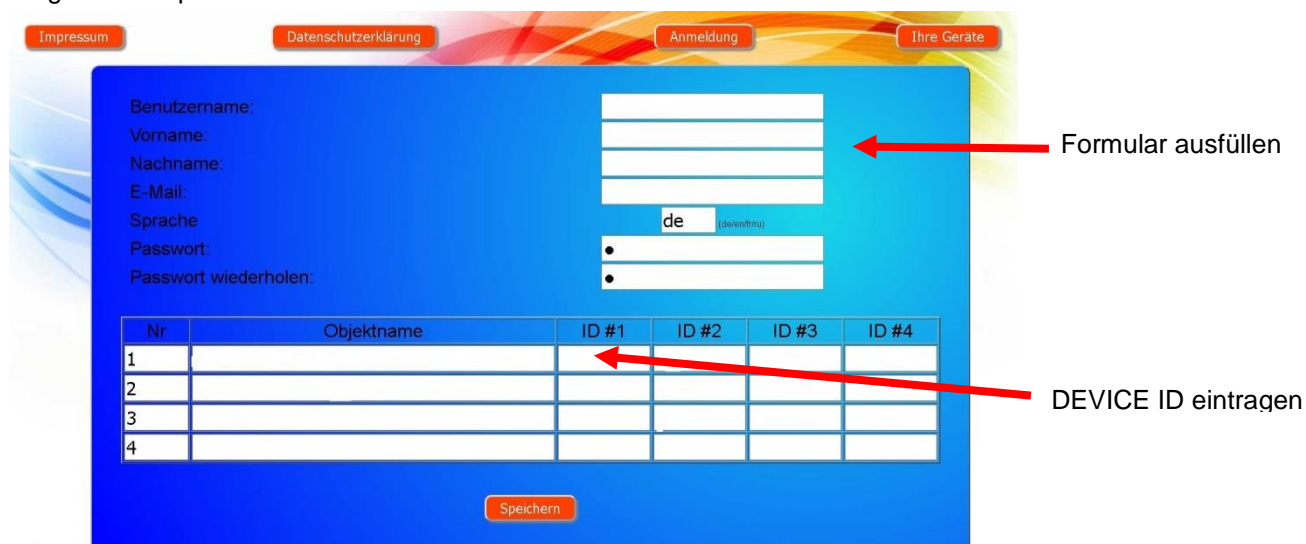 Impressum Datenschutzerklärung Anmeldung Ihre Geräte
Benutzername:
Vorname:
Formular ausfüllen
Nachname:
E-Mail:
Sprache de (de/en/fr/ru)
Passwort: •
Passwort wiederholen: •
Nr Objektname ID #1 ID #2 ID #3 ID #4
1
2
DEVICE ID eintragen
3
4
Speichern